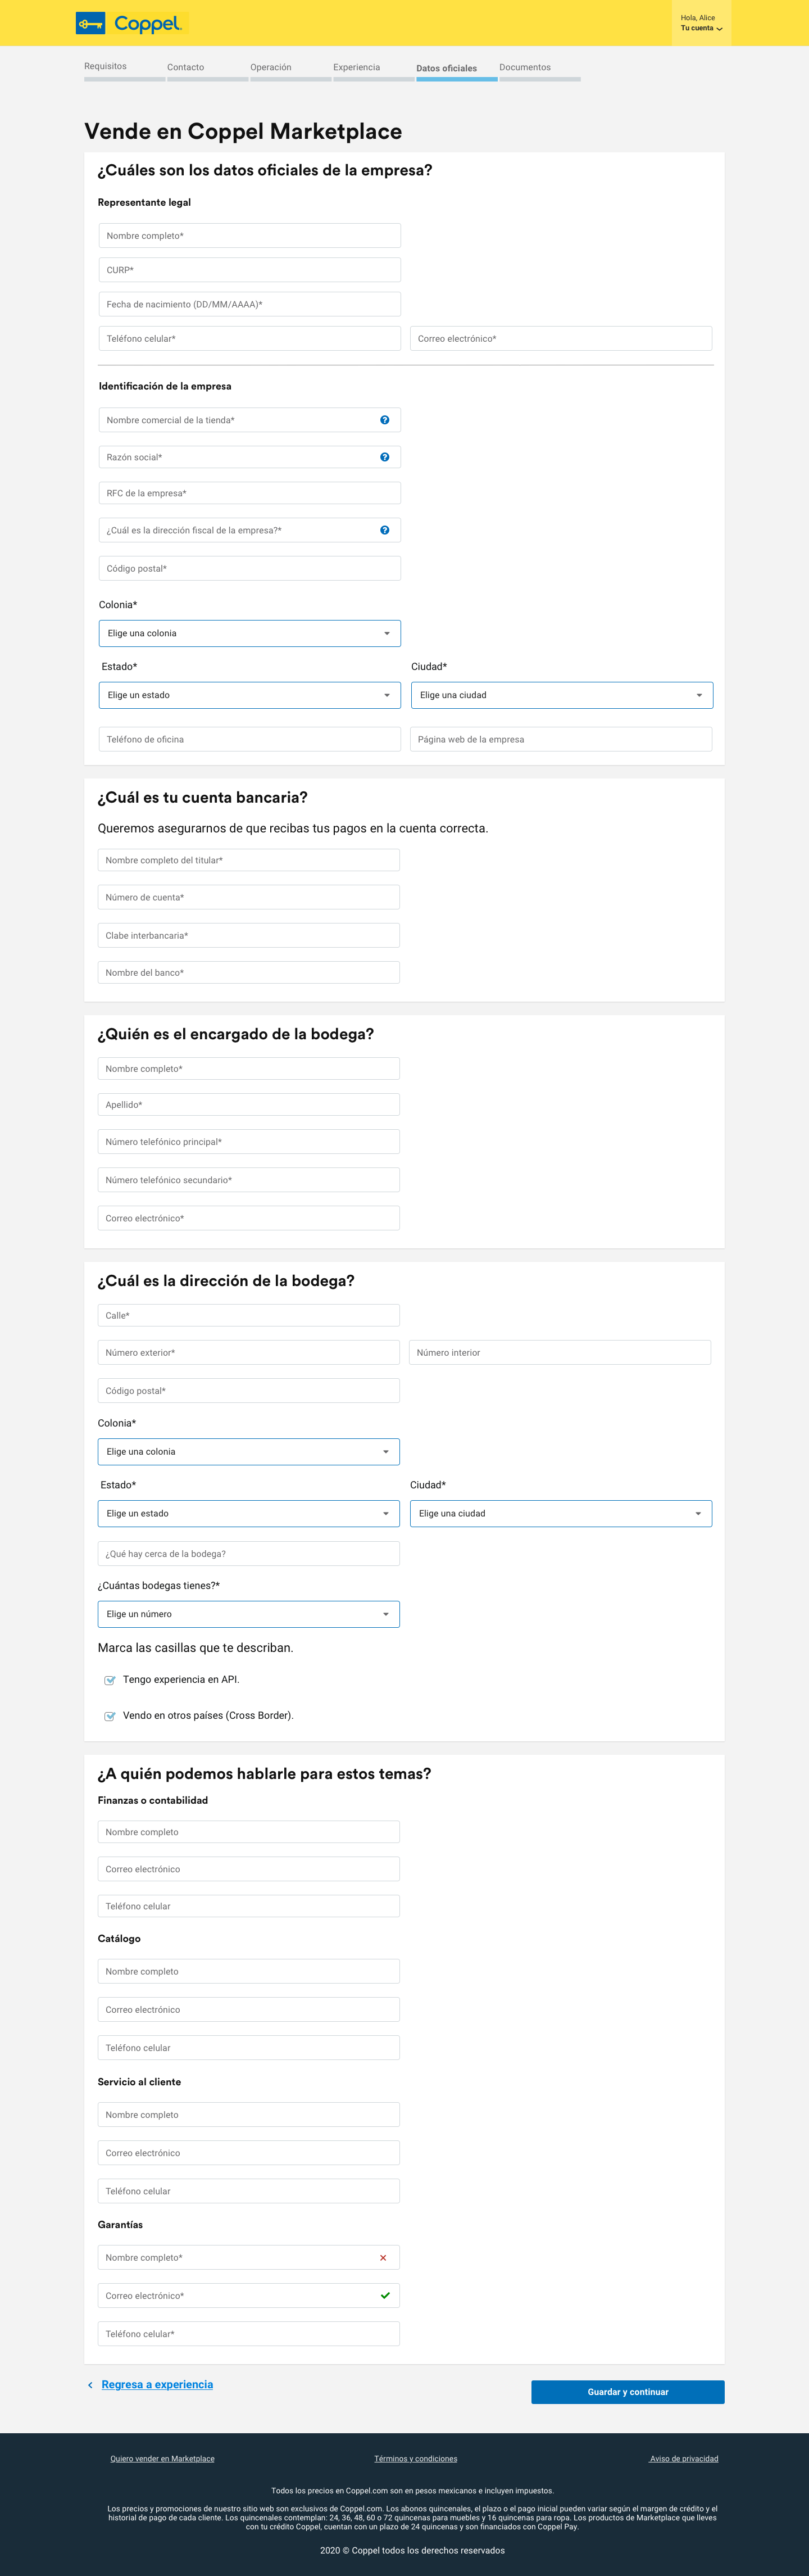 Coppel.
Hola, Alice
Tu cuenta
Requisitos
Contacto
Operación
Experiencia
Datos oficiales
Documentos
Vende en Coppel Marketplace
¿Cuáles son los datos oficiales de la empresa?
Representante legal
Nombre completo*
CURP*
Fecha de nacimiento (DD/MM/AAAA)*
Teléfono celular*
Correo electrónico*
Identificación de la empresa
Nombre comercial de la tienda*
Razón social*
RFC de la empresa*
¿Cuál es la dirección fiscal de la empresa?*
Código postal*
Colonia*
Elige una colonia
Estado*
Ciudad*
Elige un estado
Elige una ciudad
Teléfono de oficina
Página web de la empresa
¿Cuál es tu cuenta bancaria?
Queremos asegurarnos de que recibas tus pagos en la cuenta correcta.
Nombre completo del titular*
Número de cuenta*
Clabe interbancaria*
Nombre del banco*
¿Quién es el encargado de la bodega?
Nombre completo*
Apellido*
Número telefónico principal*
Número telefónico secundario*
Correo electrónico*
¿Cuál es la dirección de la bodega?
Calle*
Número exterior*
Número interior
Código postal*
Colonia*
Elige una colonia
Estado*
Ciudad*
Elige un estado
Elige una ciudad
¿Qué hay cerca de la bodega?
¿Cuántas bodegas tienes?*
Elige un número
Marca las casillas que te describan.
Tengo experiencia en API.
Vendo en otros países (Cross Border).
¿A quién podemos hablarle para estos temas?
Finanzas o contabilidad
Nombre completo
Correo electrónico
Teléfono celular
Catálogo
Nombre completo
Correo electrónico
Teléfono celular
Servicio al cliente
Nombre completo
Correo electrónico
Teléfono celular
Garantías
Nombre completo*
Correo electrónico*
Teléfono celular*
Regresa a experiencia
Guardar y continuar
Quiero vender en Marketplace
Términos y condiciones
Aviso de privacidad
Todos los precios en Coppel.com son en pesos mexicanos e incluyen impuestos.
Los precios y promociones de nuestro sitio web son exclusivos de Coppel.com. Los abonos quincenales, el plazo o el pago inicial pueden variar según el margen de crédito y el
historial de pago de cada cliente. Los quincenales contemplan: 24, 36, 48, 60 o 72 quincenas para muebles y 16 quincenas para ropa. Los productos de Marketplace que lleves
con tu crédito Coppel, cuentan con un plazo de 24 quincenas y son financiados con Coppel Pay.
2020 © Coppel todos los derechos reservados